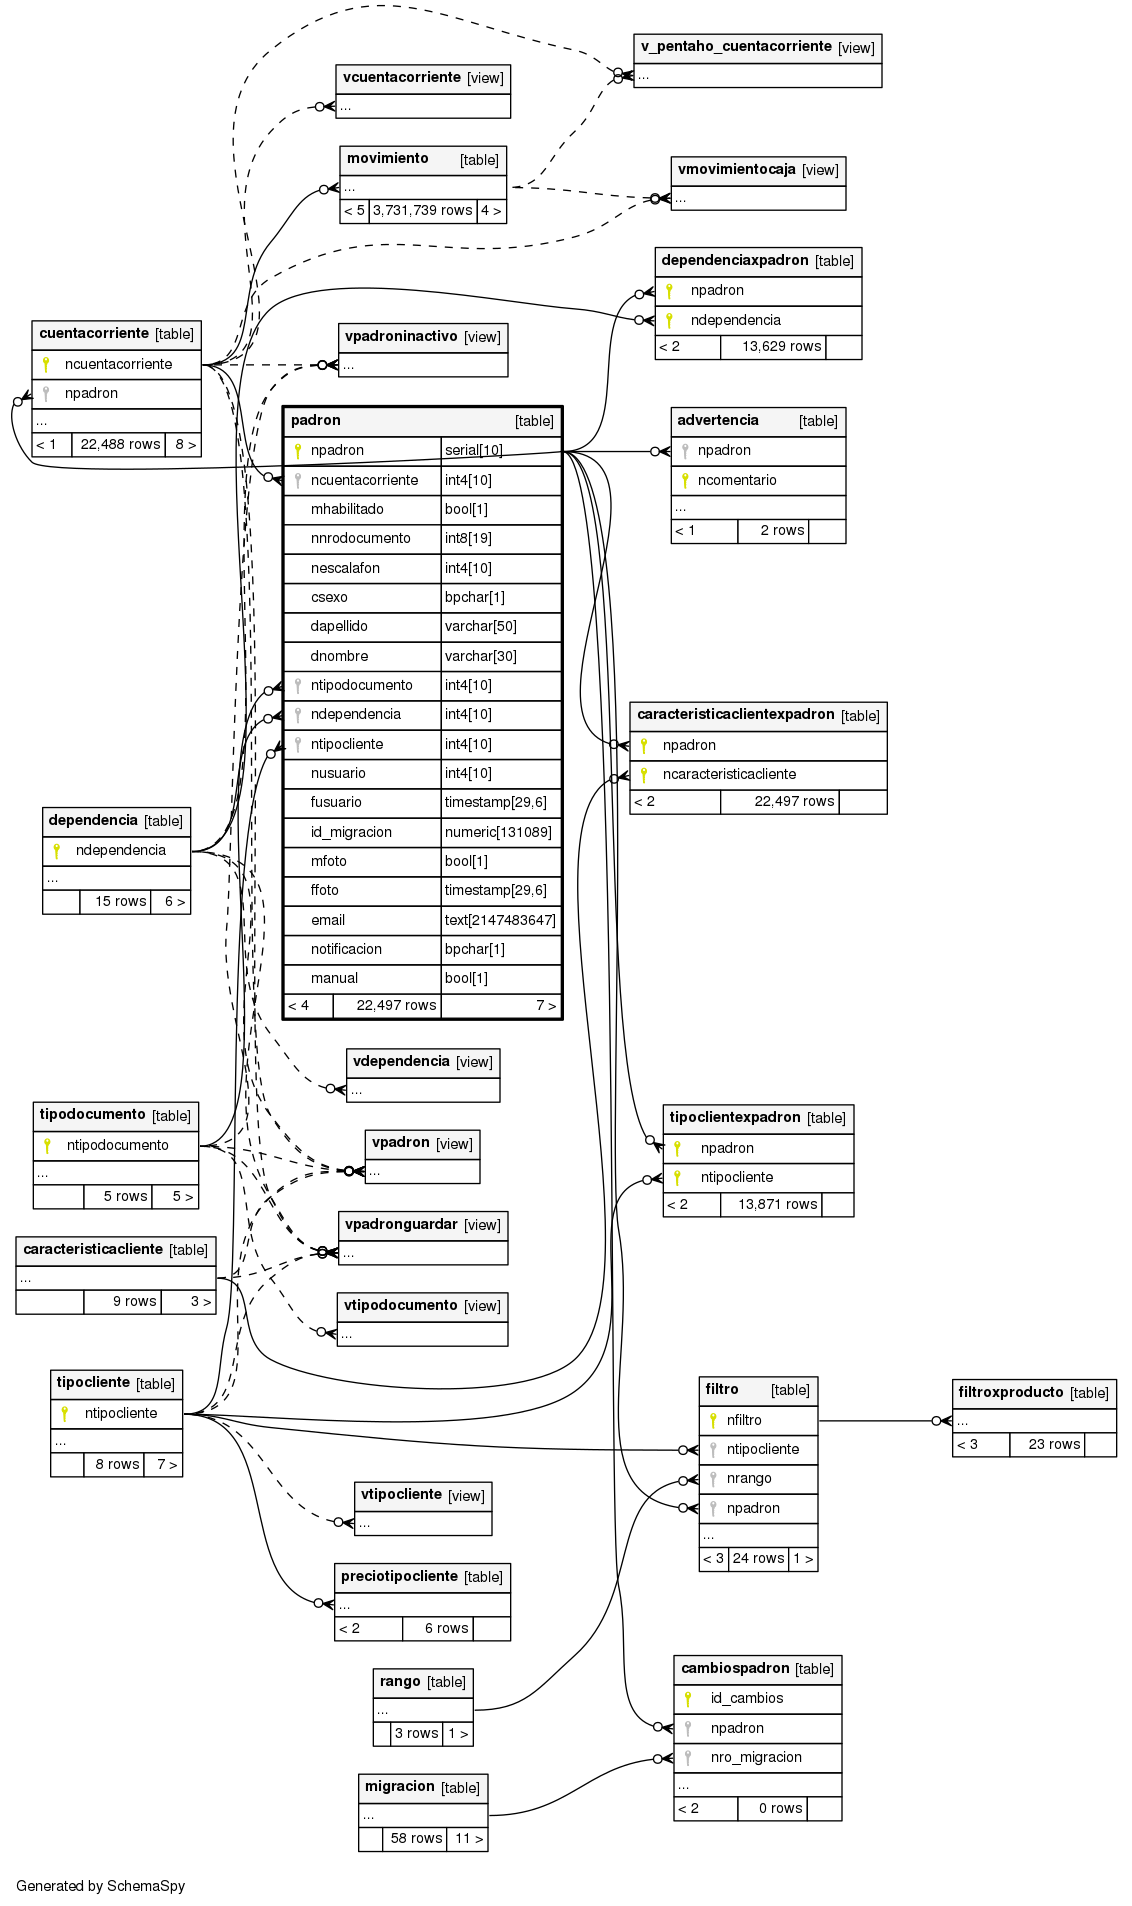 v_pentaho_cuentacorriente [view]
...
vcuentacorriente [view]
...
movimiento [table]
...
< 5 3,731,739 rows 4 >
vmovimientocaja [view]
...
dependenciaxpadron [table]
npadron
ndependencia
< 2 13,629 rows
cuentacorriente [table]
ncuentacorriente
npadron
...
< 1 22,488 rows 8 >
vpadroninactivo [view]
...
padron [table]
npadron serial[10]
ncuentacorriente int4[10]
mhabilitado bool[1]
nnrodocumento int8[19]
nescalafon int4[10]
csexo bpchar[1]
dapellido varchar[50]
dnombre varchar[30]
ntipodocumento int4[10]
ndependencia int4[10]
ntipocliente int4[10]
nusuario int4[10]
fusuario timestamp[29,6]
id_migracion numeric[131089]
mfoto bool[1]
ffoto timestamp[29,6]
email text[2147483647]
notificacion bpchar[1]
manual bool[1]
< 4 22,497 rows 7 >
advertencia [table]
npadron
ncomentario
...
< 1 2 rows
caracteristicaclientexpadron [table]
npadron
ncaracteristicacliente
< 2 22,497 rows
dependencia [table]
ndependencia
...
15 rows 6 >
vdependencia [view]
...
tipodocumento [table]
ntipodocumento
...
5 rows 5 >
vpadron [view]
...
tipoclientexpadron [table]
npadron
ntipocliente
< 2 13,871 rows
vpadronguardar [view]
...
caracteristicacliente [table]
...
9 rows 3 >
vtipodocumento [view]
...
tipocliente [table]
ntipocliente
...
8 rows 7 >
filtro [table]
nfiltro
ntipocliente
nrango
npadron
...
< 3 24 rows 1 >
filtroxproducto [table]
...
< 3 23 rows
vtipocliente [view]
...
preciotipocliente [table]
...
< 2 6 rows
rango [table]
...
3 rows 1 >
cambiospadron [table]
id_cambios
npadron
nro_migracion
...
< 2 0 rows
migracion [table]
...
58 rows 11 >
Generated by SchemaSpy